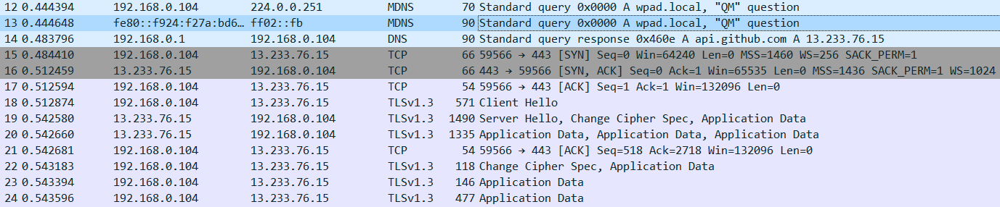 12 0.444394 192.168.0.104 224.0.0.251 MDNS 70 Standard query 0x0000 A wpad.local, "QM" question
13 0.444648 fe80::f924:f27a:bd6… ff02::fb MDNS 90 Standard query 0x0000 A wpad.local, "QM" question
14 0.483796 192.168.0.1 192.168.0.104 DNS 90 Standard query response 0x460e A api.github.com A 13.233.76.15
15 0.484410 192.168.0.104 13.233.76.15 TCP 66 59566 → 443 [SYN] Seq=0 Win=64240 Len=0 MSS=1460 WS=256 SACK_PERM=1
16 0.512459 13.233.76.15 192.168.0.104 TCP 66 443 → 59566 [SYN, ACK] Seq=0 Ack=1 Win=65535 Len=0 MSS=1436 SACK_PERM=1 WS=1024
17 0.512594 192.168.0.104 13.233.76.15 TCP 54 59566 → 443 [ACK] Seq=1 Ack=1 Win=132096 Len=0
18 0.512874 192.168.0.104 13.233.76.15 TLSv1.3 571 Client Hello
19 0.542580 13.233.76.15 192.168.0.104 TLSv1.3 1490 Server Hello, Change Cipher Spec, Application Data
20 0.542660 13.233.76.15 192.168.0.104 TLSv1.3 1335 Application Data, Application Data, Application Data
21 0.542681 192.168.0.104 13.233.76.15 TCP 54 59566 → 443 [ACK] Seq=518 Ack=2718 Win=132096 Len=0
22 0.543183 192.168.0.104 13.233.76.15 TLSv1.3 118 Change Cipher Spec, Application Data
23 0.543394 192.168.0.104 13.233.76.15 TLSv1.3 146 Application Data
24 0.543596 192.168.0.104 13.233.76.15 TLSv1.3 477 Application Data